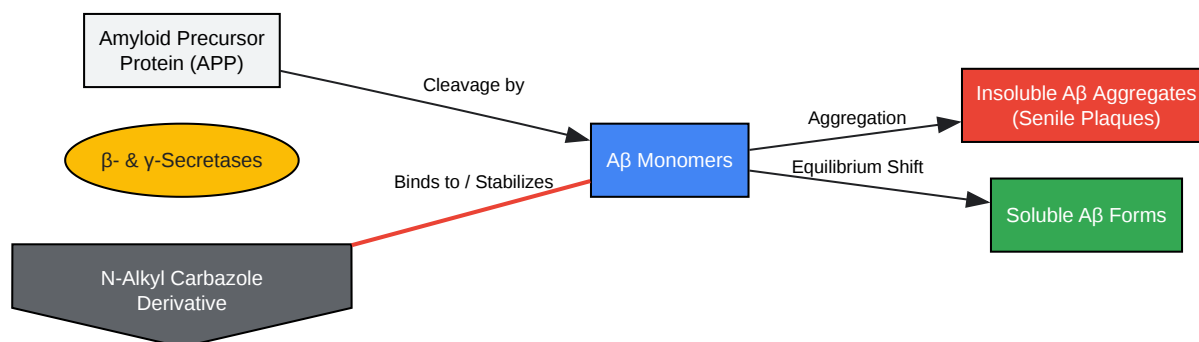 Amyloid Precursor
Protein (APP)
Cleavage by
β- & γ-Secretases
Aβ Monomers
Binds to / Stabilizes
N-Alkyl Carbazole
Derivative
Aggregation
Insoluble Aβ Aggregates
(Senile Plaques)
Equilibrium Shift
Soluble Aβ Forms